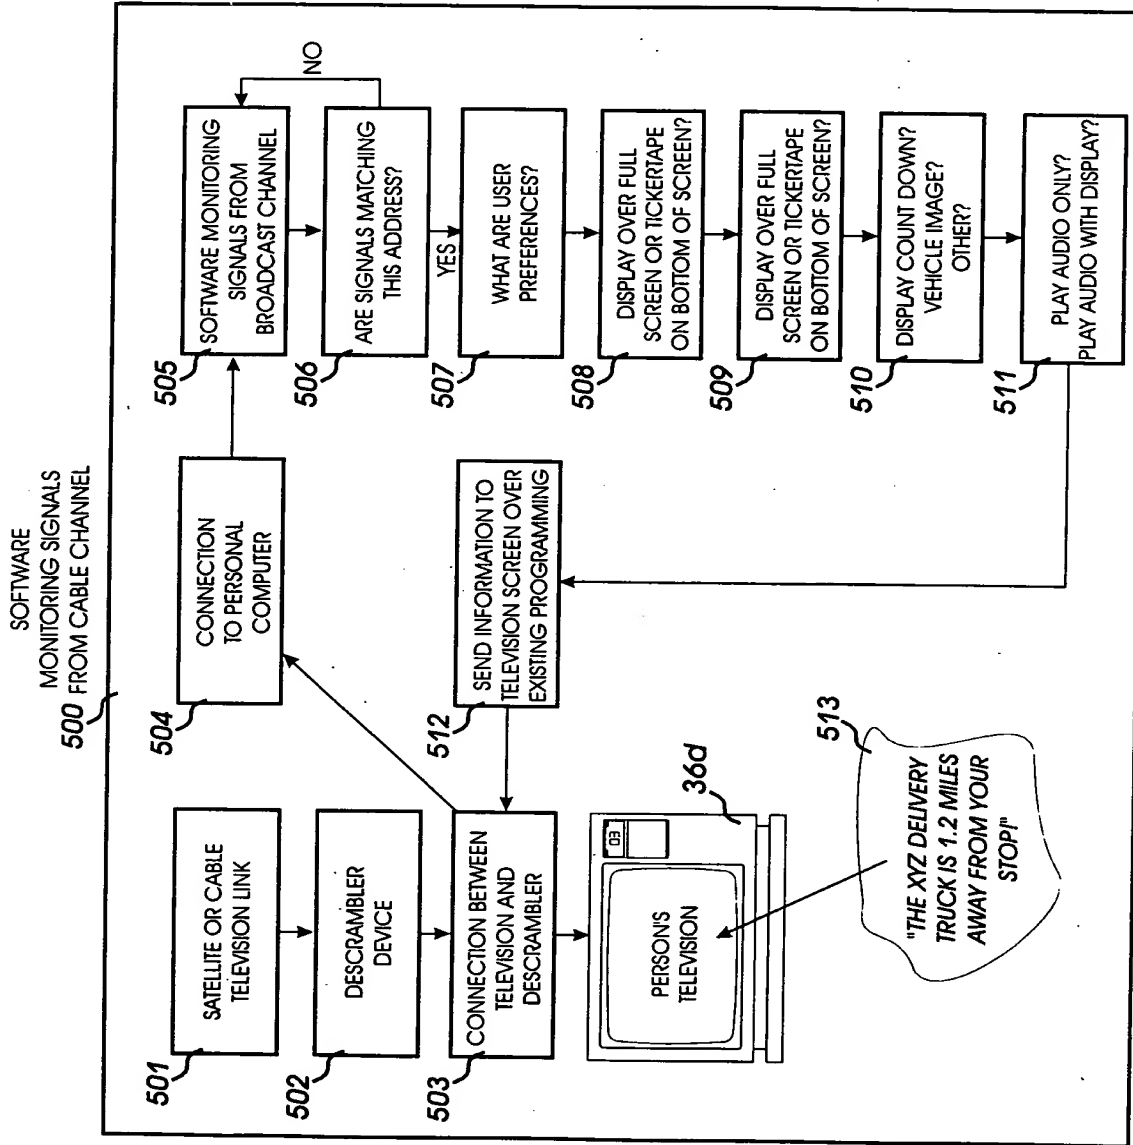 SOFTWARE
MONITORING SIGNALS
FROM CABLE CHANNEL
500
501
SATELLITE OR CABLE
TELEVISION LINK
502
DESCRAMBLER
DEVICE
503
CONNECTION BETWEEN
TELEVISION AND
DESCRAMBLER
PERSON'S
TELEVISION
03
36d
513
"THE XYZ DELIVERY
TRUCK IS 1.2 MILES
AWAY FROM YOUR
STOP!"
504
CONNECTION
TO PERSONAL
COMPUTER
512
SEND INFORMATION TO
TELEVISION SCREEN OVER
EXISTING PROGRAMMING
505
SOFTWARE MONITORING
SIGNALS FROM
BROADCAST CHANNEL
NO
506
ARE SIGNALS MATCHING
THIS ADDRESS?
YES
507
WHAT ARE USER
PREFERENCES?
508
DISPLAY OVER FULL
SCREEN OR TICKERTAPE
ON BOTTOM OF SCREEN?
509
DISPLAY OVER FULL
SCREEN OR TICKERTAPE
ON BOTTOM OF SCREEN?
510
DISPLAY COUNT DOWN?
VEHICLE IMAGE?
OTHER?
511
PLAY AUDIO ONLY?
PLAY AUDIO WITH DISPLAY?